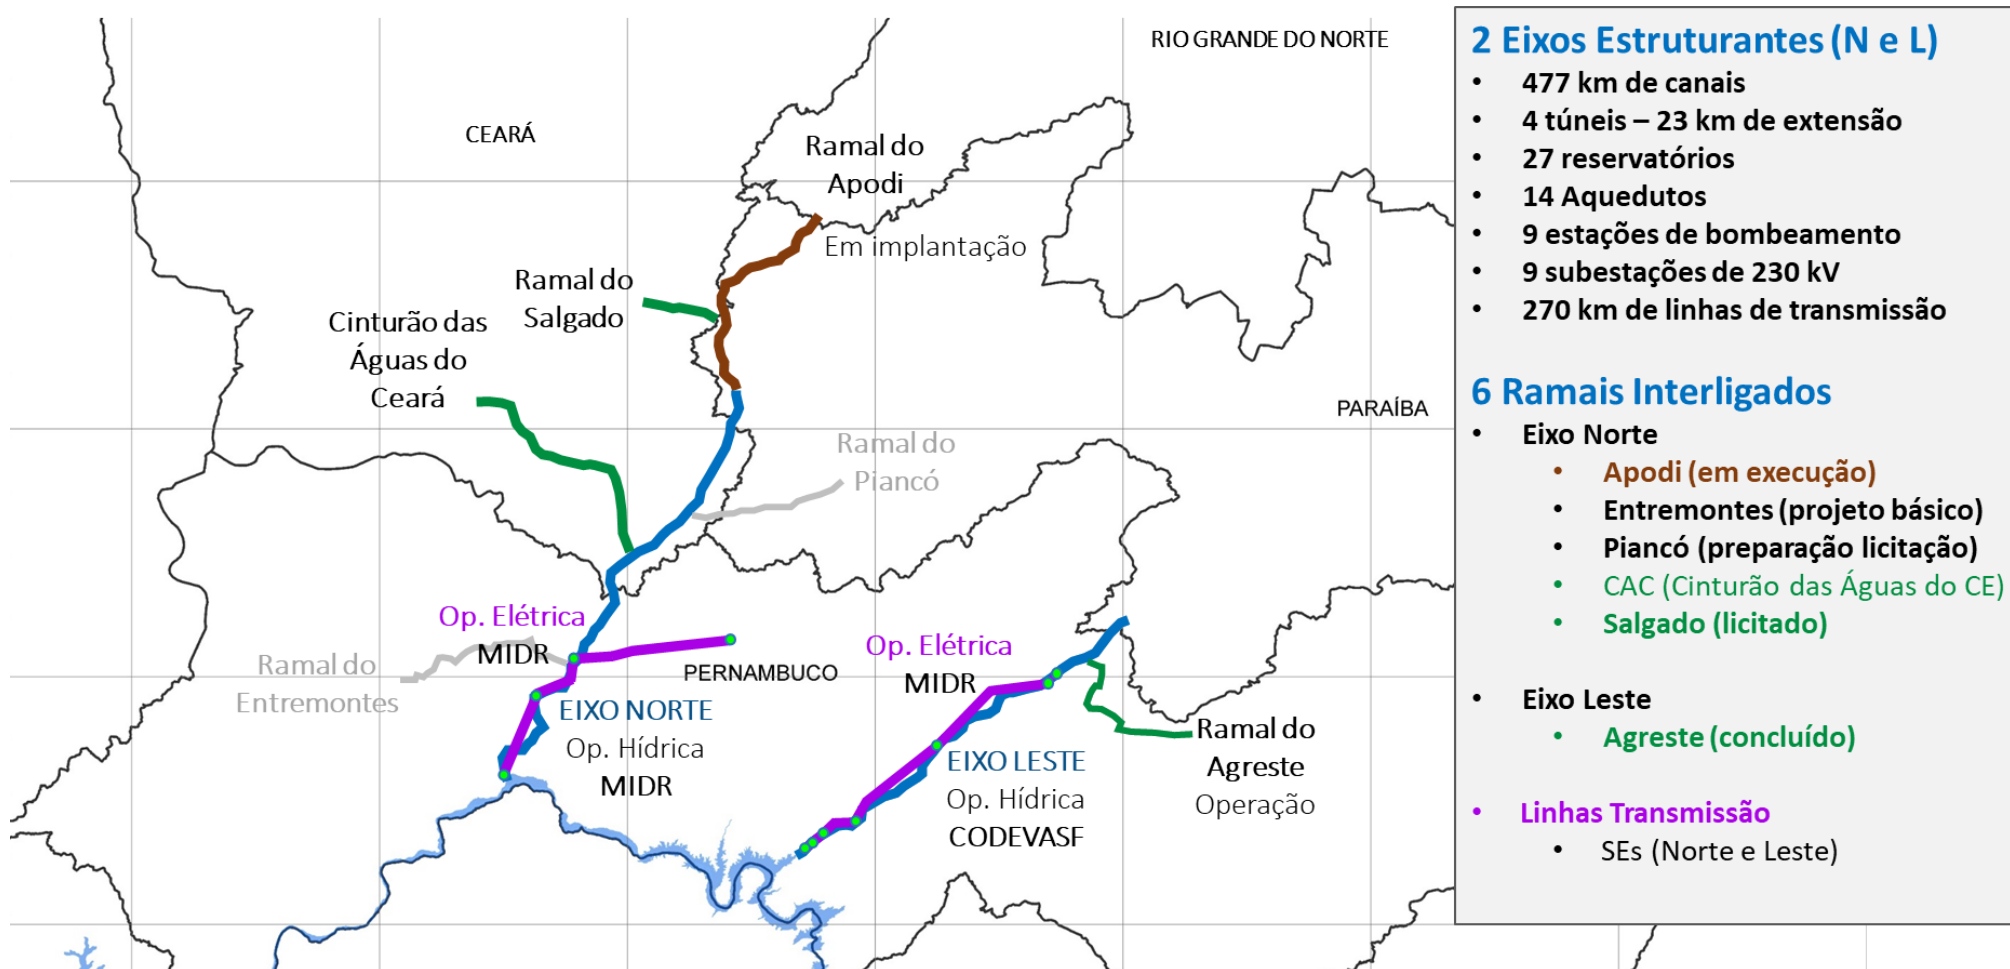 RIO GRANDE DO NORTE
CEARÁ
Ramal do
Apodi
Em implantação
Ramal do
Salgado
Cinturão das
Águas do
Ceará
PARAÍBA
Ramal do
Piancó
Op. Elétrica
MIDR
Ramal do
Entremontes
PERNAMBUCO
Op. Elétrica
MIDR
EIXO NORTE
Op. Hídrica
MIDR
EIXO LESTE
Op. Hídrica
CODEVASF
Ramal do
Agreste
Operação
2 Eixos Estruturantes (N e L)
• 477 km de canais
• 4 túneis – 23 km de extensão
• 27 reservatórios
• 14 Aquedutos
• 9 estações de bombeamento
• 9 subestações de 230 kV
• 270 km de linhas de transmissão
6 Ramais Interligados
• Eixo Norte
• Apodi (em execução)
• Entremontes (projeto básico)
• Piancó (preparação licitação)
• CAC (Cinturão das Águas do CE)
• Salgado (licitado)
• Eixo Leste
• Agreste (concluído)
• Linhas Transmissão
• SEs (Norte e Leste)